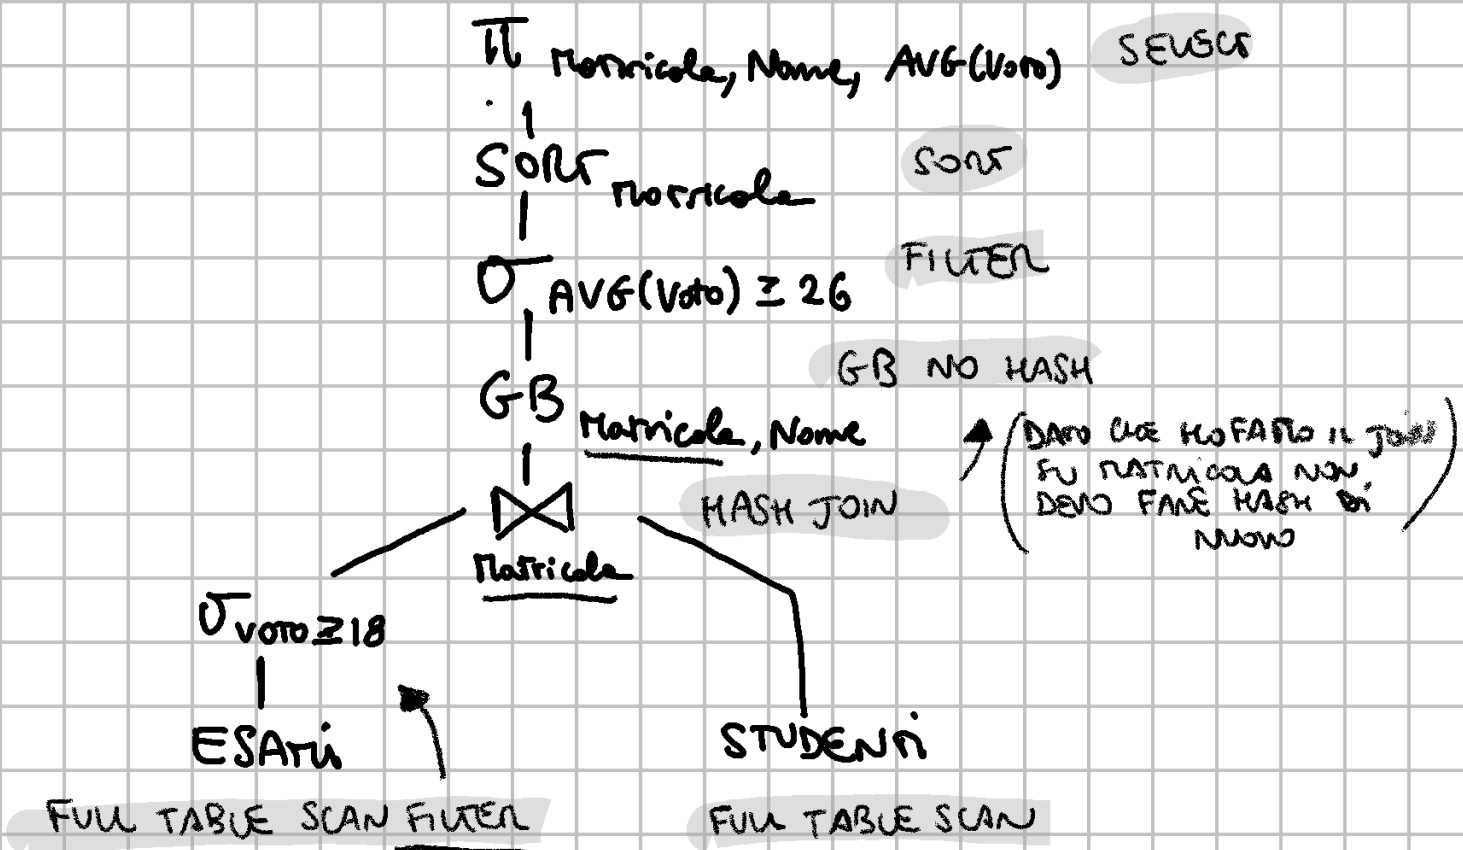 π Matricola, Nome, AVG(Voto) SELECT
SORT Matricola SORT
σ AVG(Voto) ≥ 26 FILTER
GB Matricola, Nome GB NO HASH
(DATO CHE HO FATTO IL JOIN
SU MATRICOLA NON
DEVO FARE HASH DI
NUOVO)
⋈ Matricola HASH JOIN
σ VOTO ≥ 18
ESAMI STUDENTI
FULL TABLE SCAN FILTER FULL TABLE SCAN